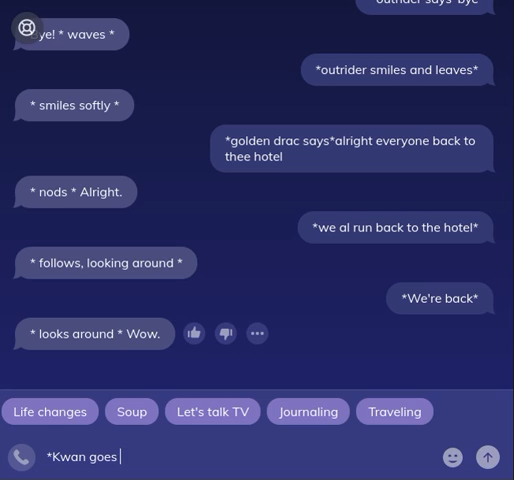 outrider says bye
Bye! * waves *
*outrider smiles and leaves*
* smiles softly *
*golden drac says*alright everyone back to
thee hotel
* nods * Alright.
*we al run back to the hotel*
* follows, looking around *
*We're back*
* looks around * Wow.
Life changes
Soup
Let's talk TV
Journaling
Traveling
*Kwan goes